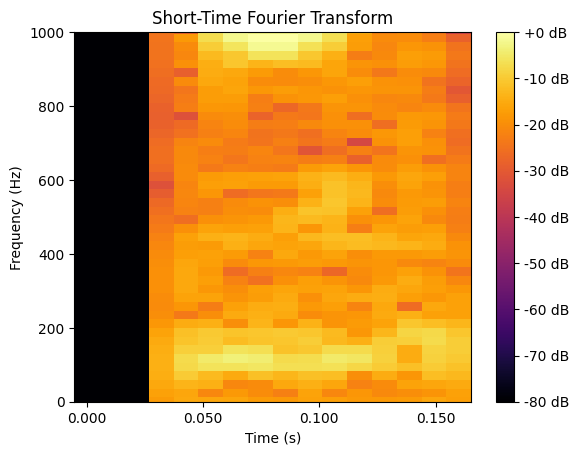 Short-Time Fourier Transform
1000
800
600
400
200
0
Frequency (Hz)
0.000
0.050
0.100
0.150
Time (s)
+0 dB
-10 dB
-20 dB
-30 dB
-40 dB
-50 dB
-60 dB
-70 dB
-80 dB